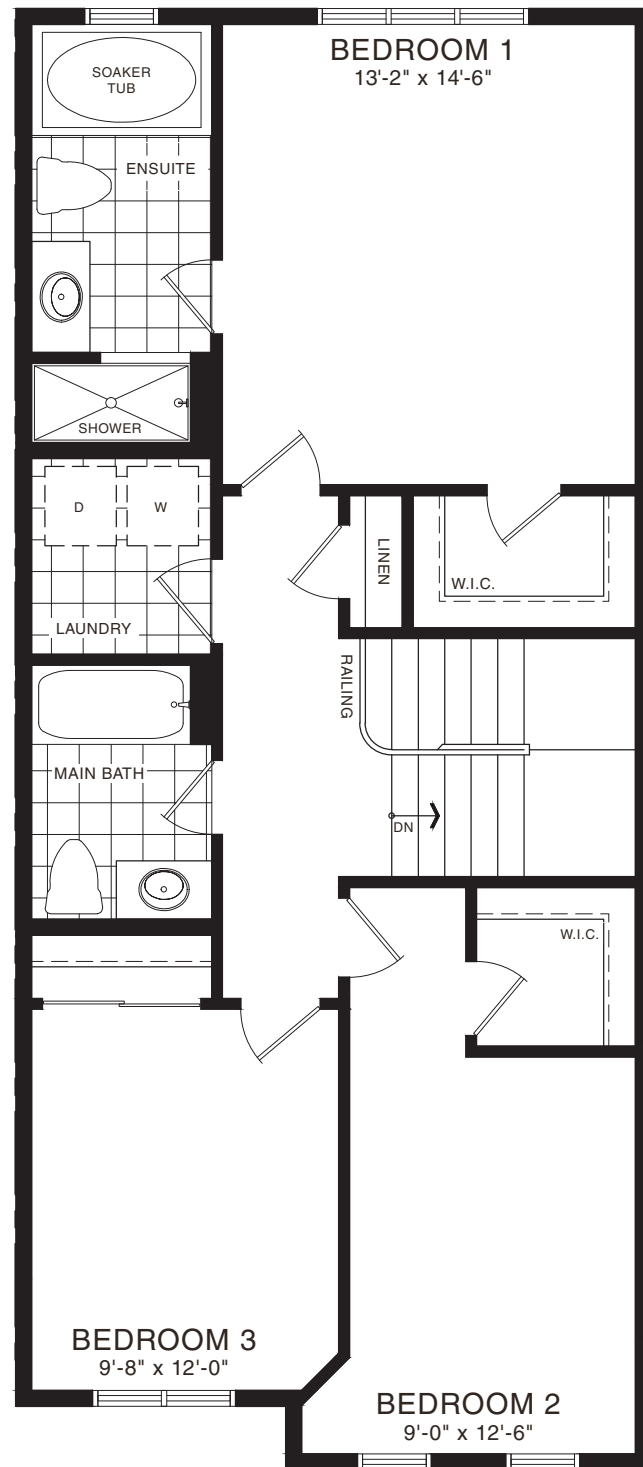 BEDROOM 1
13'-2" x 14'-6"
SOAKER
TUB
ENSUITE
SHOWER
D
W
LAUNDRY
LINEN
W.I.C.
RAILING
MAIN BATH
DN
W.I.C.
BEDROOM 3
9'-8" x 12'-0"
BEDROOM 2
9'-0" x 12'-6"